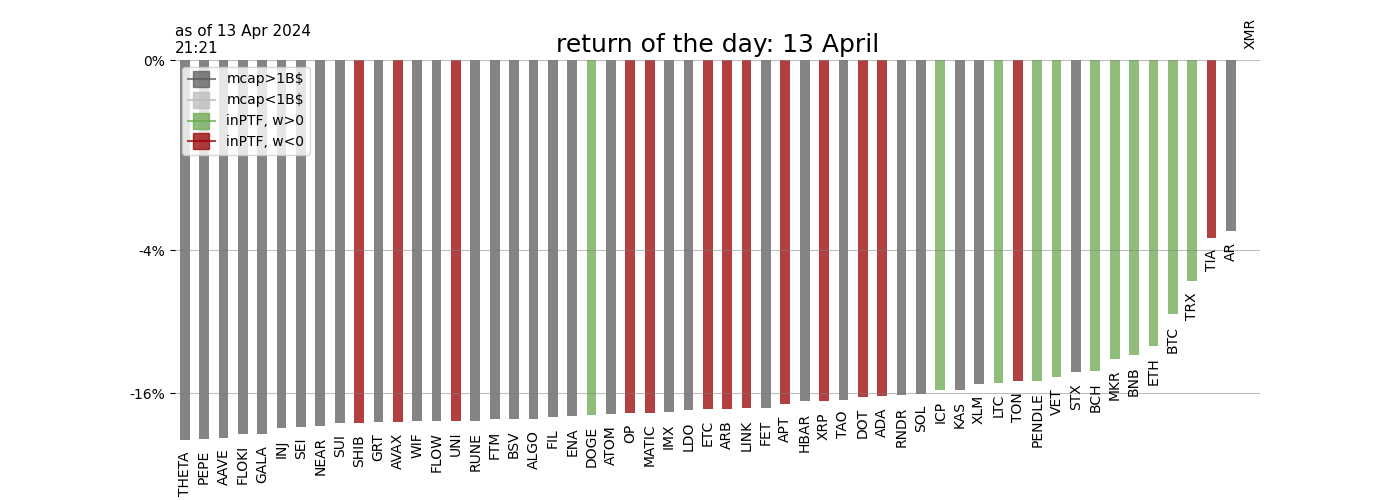 as of 13 Apr 2024
21:21
return of the day: 13 April
XMR
0%
mcap>1B$
mcap<1B$
inPTF, w>0
inPTF, w<0
-4%
-16%
THETA
PEPE
AAVE
FLOKI
GALA
INJ
SEI
NEAR
SUI
SHIB
GRT
AVAX
WIF
FLOW
UNI
RUNE
FTM
BSV
ALGO
FIL
ENA
DOGE
ATOM
OP
MATIC
IMX
LDO
ETC
ARB
LINK
FET
APT
HBAR
XRP
TAO
DOT
ADA
RNDR
SOL
ICP
KAS
XLM
LTC
TON
PENDLE
VET
STX
BCH
MKR
BNB
ETH
BTC
TRX
TIA
AR